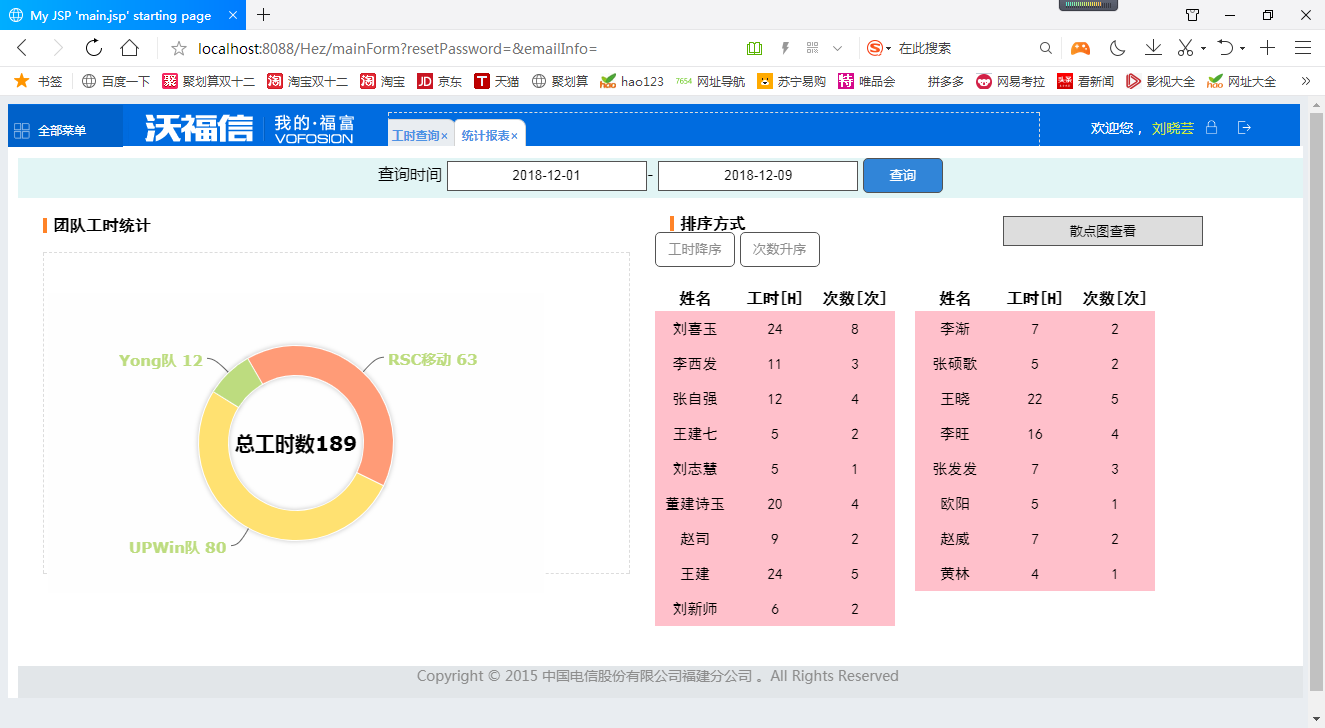 My JSP 'main.jsp' starting page
localhost:8088/Hez/mainForm?resetPassword=&emailInfo=
在此搜索
书签 百度一下 聚划算双十二 淘宝双十二 淘宝 京东 天猫 聚划算 hao123 网址导航 苏宁易购 唯品会 拼多多 网易考拉 看新闻 影视大全 网址大全
全部菜单
沃福信
我的·福富
VOFOSION
工时查询×
统计报表×
欢迎您，刘晓芸
查询时间 2018-12-01 - 2018-12-09 查询
团队工时统计
Yong队 12
RSC移动 63
总工时数189
UPWin队 80
排序方式
工时降序 次数升序
散点图查看
姓名 工时[H] 次数[次]
刘喜玉 24 8
李西发 11 3
张自强 12 4
王建七 5 2
刘志慧 5 1
董建诗玉 20 4
赵司 9 2
王建 24 5
刘新师 6 2
姓名 工时[H] 次数[次]
李渐 7 2
张硕歌 5 2
王晓 22 5
李旺 16 4
张发发 7 3
欧阳 5 1
赵威 7 2
黄林 4 1
Copyright © 2015 中国电信股份有限公司福建分公司 。All Rights Reserved